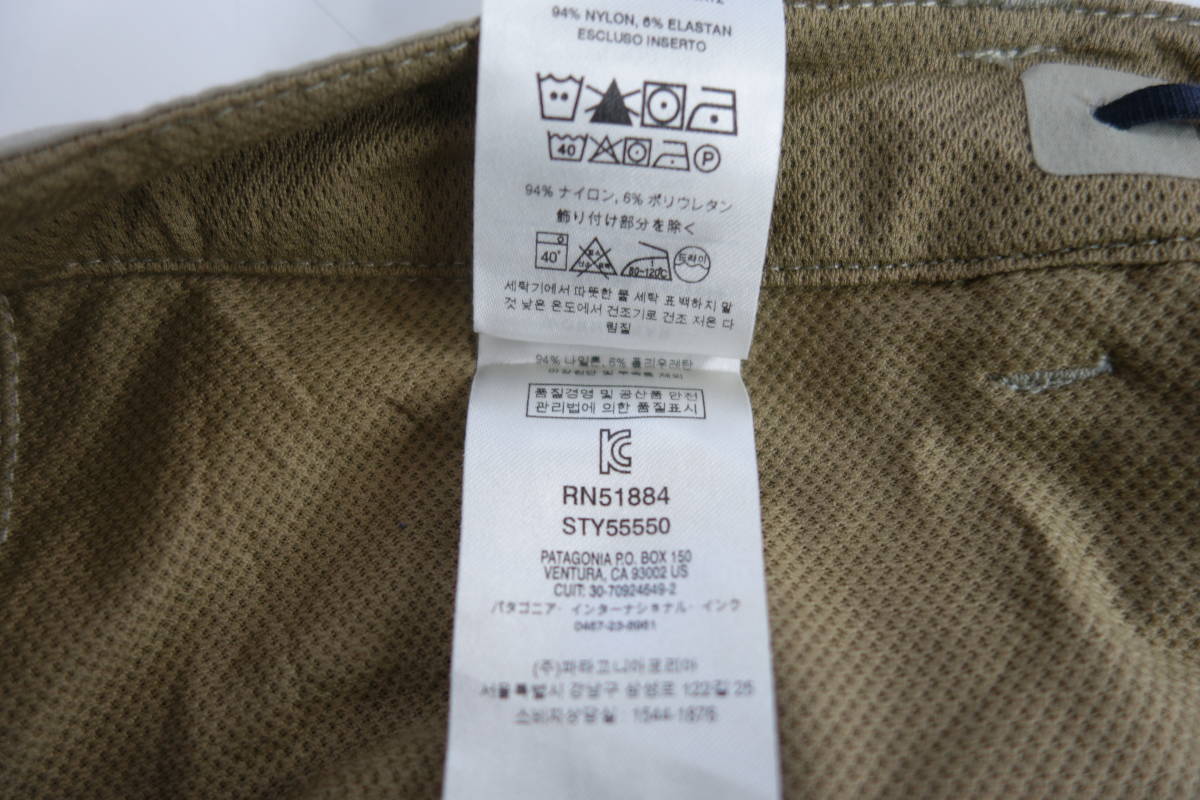 94% NYLON, 6% ELASTAN
ESCLUSO INSERTO
40
P
94% ナイロン, 6% ポリウレタン
飾り付け部分を除く
40°
80~120℃
드라이
세탁기에서 따뜻한 물 세탁 표백하지 말
것 낮은 온도에서 건조기로 건조 저온 다
림질
94% 나일론, 6% 폴리우레탄
품질경영 및 공산품 안전
관리법에 의한 품질표시
RN51884
STY55550
PATAGONIA P.O. BOX 150
VENTURA, CA 93002 US
CUIT: 30-70924649-2
パタゴニア・インターナショナル・インク
0467-23-8961
(주)파타고니아코리아
서울특별시 강남구 삼성로 122길 25
소비자상담실 : 1544-1876